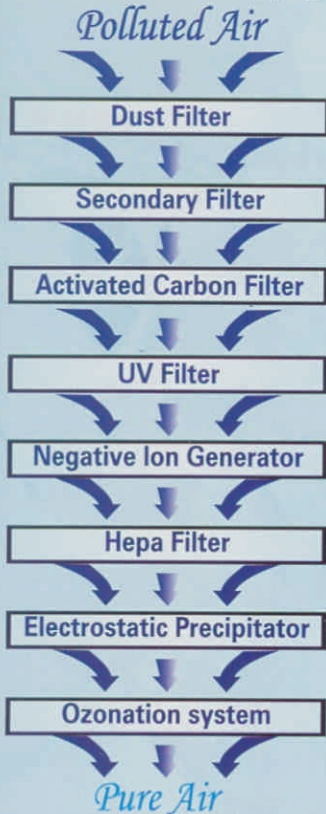 Polluted Air
Dust Filter
Secondary Filter
Activated Carbon Filter
UV Filter
Negative Ion Generator
Hepa Filter
Electrostatic Precipitator
Ozonation system
Pure Air